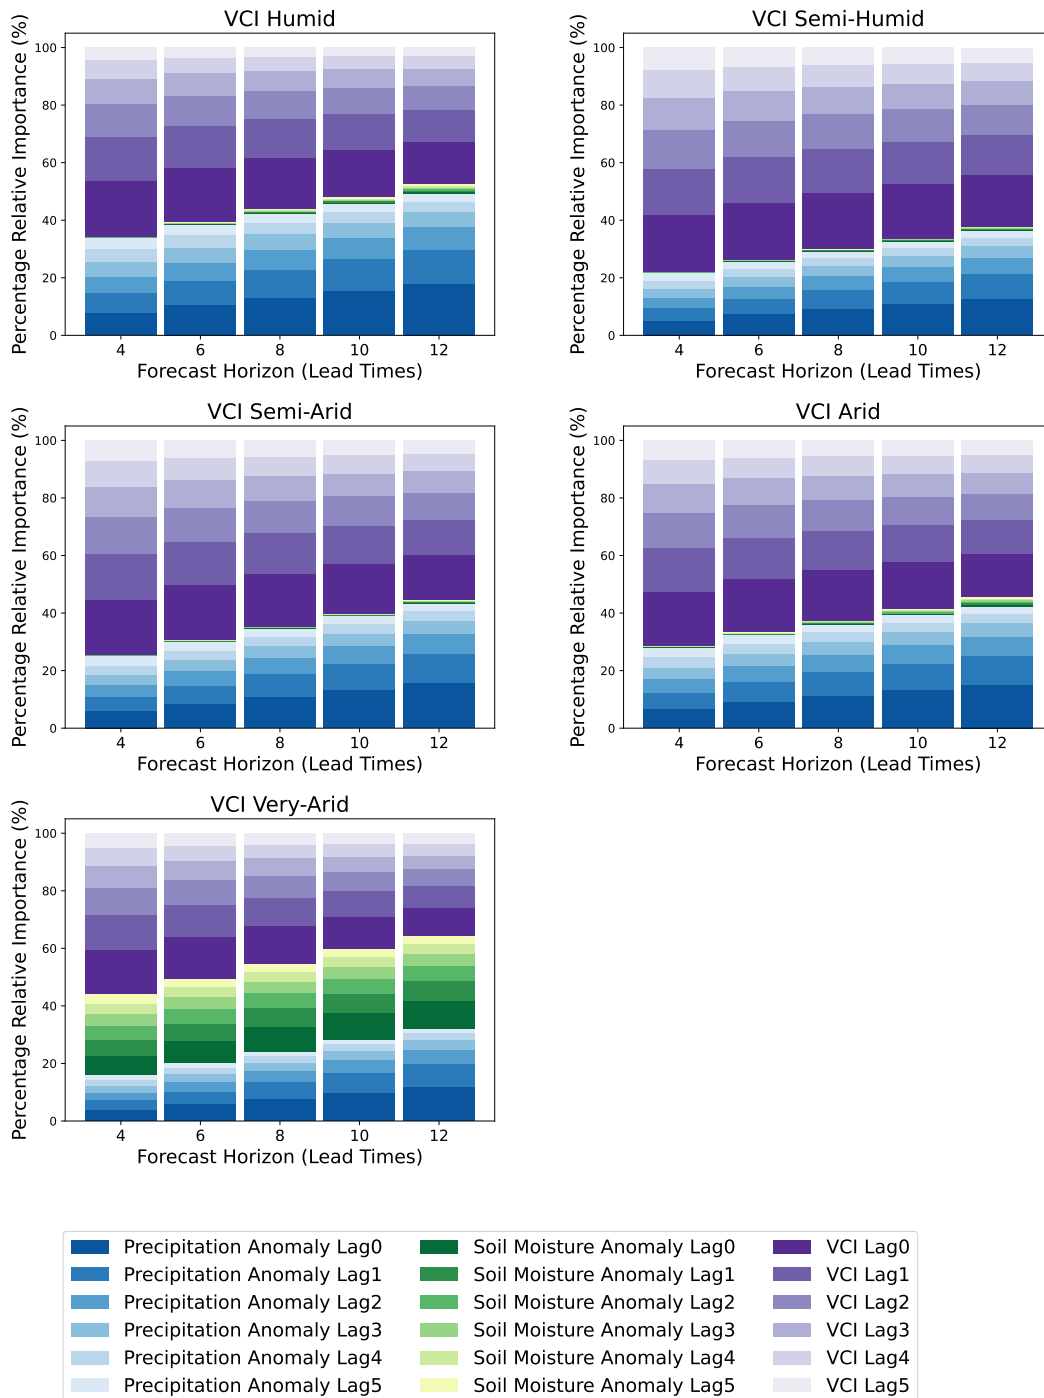 VCI Humid
Percentage Relative Importance (%)
100
80
60
40
20
0
4 6 8 10 12
Forecast Horizon (Lead Times)
VCI Semi-Humid
Percentage Relative Importance (%)
100
80
60
40
20
0
4 6 8 10 12
Forecast Horizon (Lead Times)
VCI Semi-Arid
Percentage Relative Importance (%)
100
80
60
40
20
0
4 6 8 10 12
Forecast Horizon (Lead Times)
VCI Arid
Percentage Relative Importance (%)
100
80
60
40
20
0
4 6 8 10 12
Forecast Horizon (Lead Times)
VCI Very-Arid
Percentage Relative Importance (%)
100
80
60
40
20
0
4 6 8 10 12
Forecast Horizon (Lead Times)
Precipitation Anomaly Lag0
Precipitation Anomaly Lag1
Precipitation Anomaly Lag2
Precipitation Anomaly Lag3
Precipitation Anomaly Lag4
Precipitation Anomaly Lag5
Soil Moisture Anomaly Lag0
Soil Moisture Anomaly Lag1
Soil Moisture Anomaly Lag2
Soil Moisture Anomaly Lag3
Soil Moisture Anomaly Lag4
Soil Moisture Anomaly Lag5
VCI Lag0
VCI Lag1
VCI Lag2
VCI Lag3
VCI Lag4
VCI Lag5